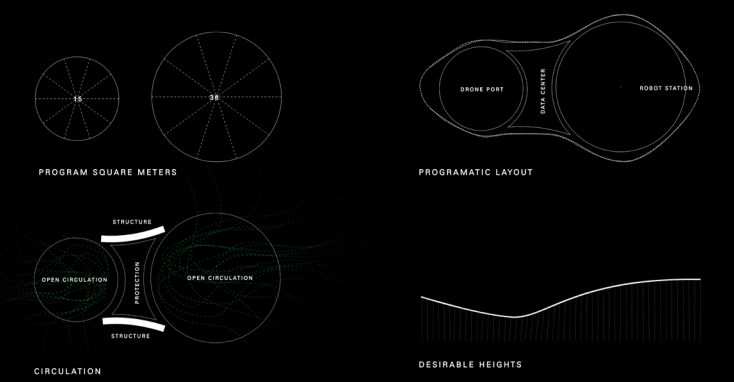 15
36
PROGRAM SQUARE METERS
DRONE PORT
DATA CENTER
ROBOT STATION
PROGRAMATIC LAYOUT
STRUCTURE
OPEN CIRCULATION
PROTECTION
OPEN CIRCULATION
STRUCTURE
CIRCULATION
DESIRABLE HEIGHTS